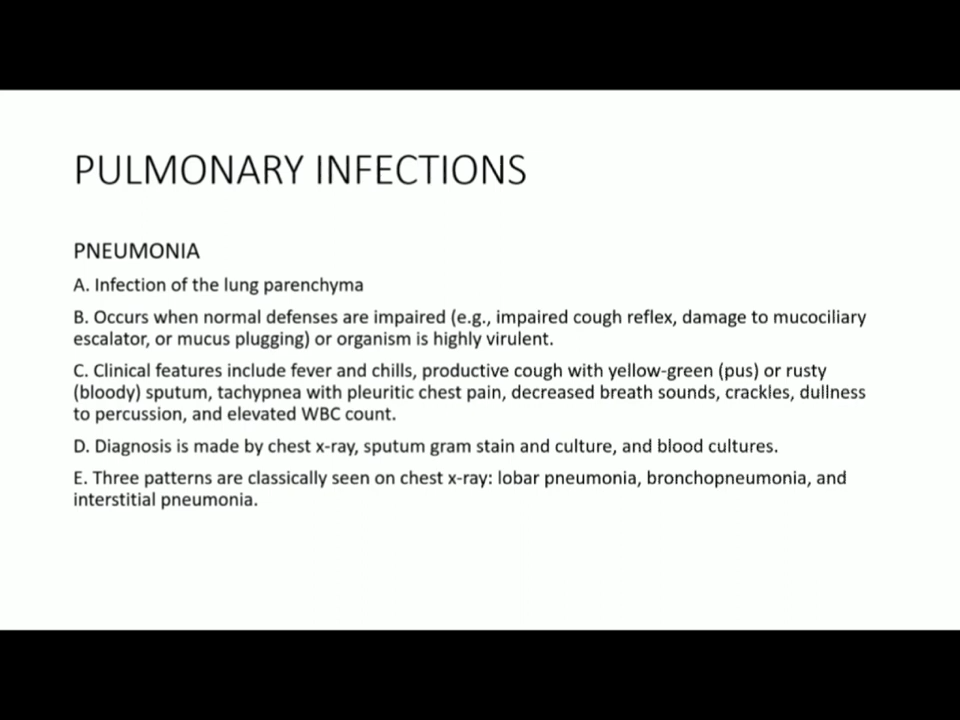 PULMONARY INFECTIONS
PNEUMONIA
A. Infection of the lung parenchyma
B. Occurs when normal defenses are impaired (e.g., impaired cough reflex, damage to mucociliary
escalator, or mucus plugging) or organism is highly virulent.
C. Clinical features include fever and chills, productive cough with yellow-green (pus) or rusty
(bloody) sputum, tachypnea with pleuritic chest pain, decreased breath sounds, crackles, dullness
to percussion, and elevated WBC count.
D. Diagnosis is made by chest x-ray, sputum gram stain and culture, and blood cultures.
E. Three patterns are classically seen on chest x-ray: lobar pneumonia, bronchopneumonia, and
interstitial pneumonia.